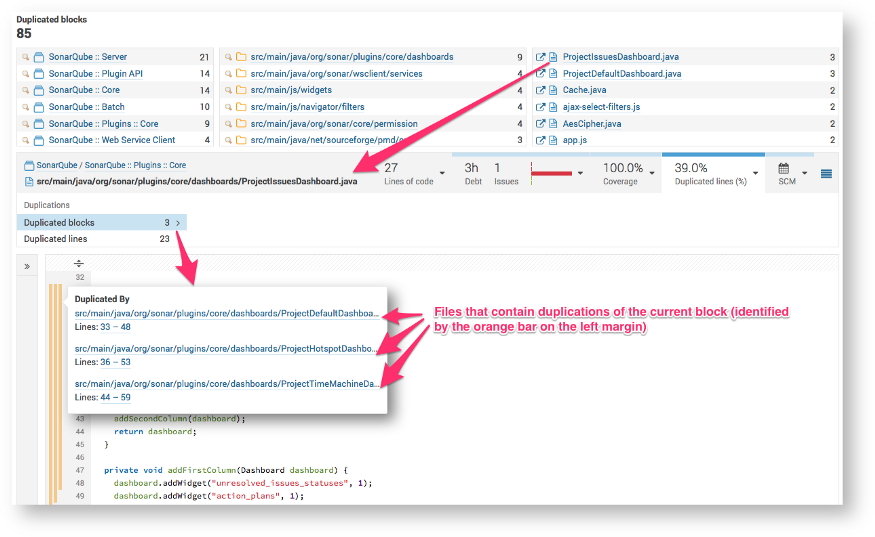 Duplicated blocks
85
SonarQube :: Server 21
SonarQube :: Plugin API 14
SonarQube :: Core 14
SonarQube :: Batch 10
SonarQube :: Plugins :: Core 9
SonarQube :: Web Service Client 4
src/main/java/org/sonar/plugins/core/dashboards 9
src/main/java/org/sonar/wsclient/services 4
src/main/js/widgets 4
src/main/js/navigator/filters 4
src/main/java/org/sonar/core/permission 4
src/main/java/net/sourceforge/pmd/c 3
ProjectIssuesDashboard.java 3
ProjectDefaultDashboard.java 3
Cache.java 2
ajax-select-filters.js 2
AesCipher.java 2
app.js 2
SonarQube / SonarQube :: Plugins :: Core
src/main/java/org/sonar/plugins/core/dashboards/ProjectIssuesDashboard.java
27
Lines of code
3h
Debt
1
Issues
100.0%
Coverage
39.0%
Duplicated lines (%)
SCM
Duplications
Duplicated blocks 3 >
Duplicated lines 23
»
32
Duplicated By
src/main/java/org/sonar/plugins/core/dashboards/ProjectDefaultDashboa...
Lines: 33 – 48
src/main/java/org/sonar/plugins/core/dashboards/ProjectHotspotDashbo...
Lines: 36 – 53
src/main/java/org/sonar/plugins/core/dashboards/ProjectTimeMachineDa...
Lines: 44 – 59
Files that contain duplications of the current block (identified
by the orange bar on the left margin)
43 addSecondColumn(dashboard);
44 return dashboard;
45 }
46
47 private void addFirstColumn(Dashboard dashboard) {
48 dashboard.addWidget("unresolved_issues_statuses", 1);
49 dashboard.addWidget("action_plans", 1);